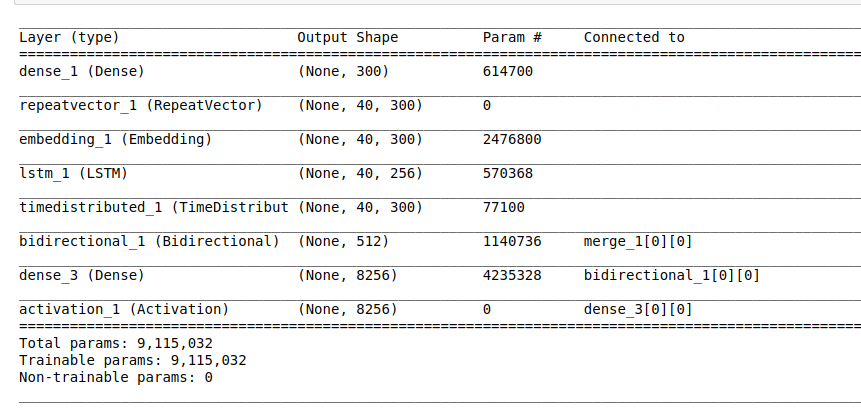 Layer (type)                     Output Shape          Param #     Connected to
dense_1 (Dense)                  (None, 300)           614700
repeatvector_1 (RepeatVector)    (None, 40, 300)       0
embedding_1 (Embedding)          (None, 40, 300)       2476800
lstm_1 (LSTM)                    (None, 40, 256)       570368
timedistributed_1 (TimeDistribut (None, 40, 300)       77100
bidirectional_1 (Bidirectional)  (None, 512)           1140736     merge_1[0][0]
dense_3 (Dense)                  (None, 8256)          4235328     bidirectional_1[0][0]
activation_1 (Activation)        (None, 8256)          0           dense_3[0][0]
Total params: 9,115,032
Trainable params: 9,115,032
Non-trainable params: 0